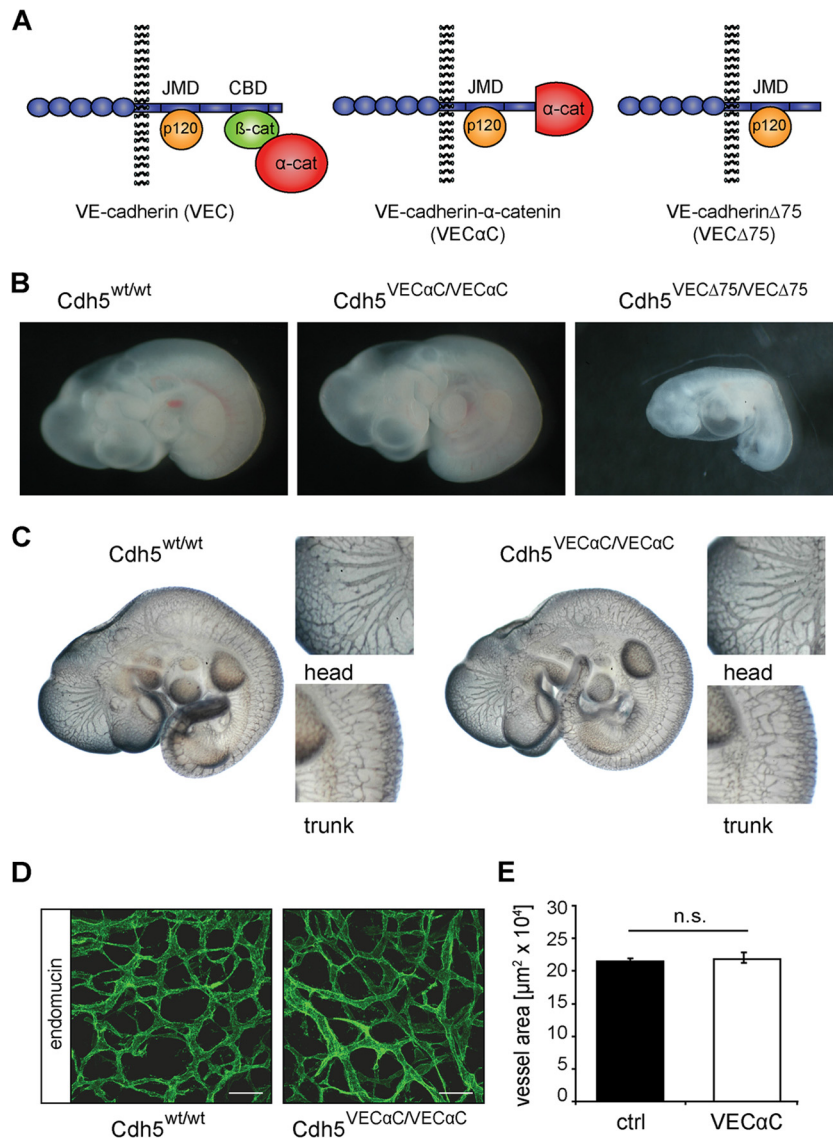 A
JMD CBD
p120 ß-cat α-cat
VE-cadherin (VEC)
JMD
p120 α-cat
VE-cadherin-α-catenin
(VECαC)
JMD
p120
VE-cadherinΔ75
(VECΔ75)
B
Cdh5wt/wt
Cdh5VECαC/VECαC
Cdh5VECΔ75/VECΔ75
C
Cdh5wt/wt
head
trunk
Cdh5VECαC/VECαC
head
trunk
D
endomucin
Cdh5wt/wt
Cdh5VECαC/VECαC
E
vessel area [µm² x 10⁴]
30
25
20
15
10
5
0
n.s.
ctrl
VECαC